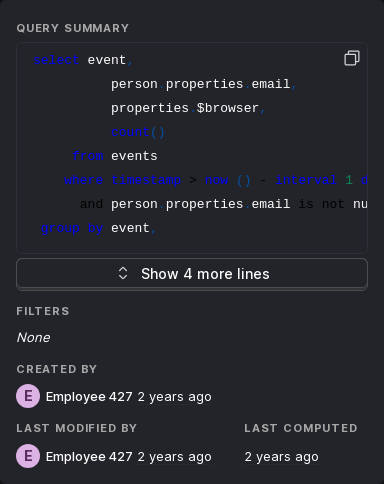 QUERY SUMMARY
select event,
person.properties.email,
properties.$browser,
count()
from events
where timestamp > now () - interval 1 d
and person.properties.email is not nu
group by event,
Show 4 more lines
FILTERS
None
CREATED BY
E Employee 427 2 years ago
LAST MODIFIED BY LAST COMPUTED
E Employee 427 2 years ago 2 years ago